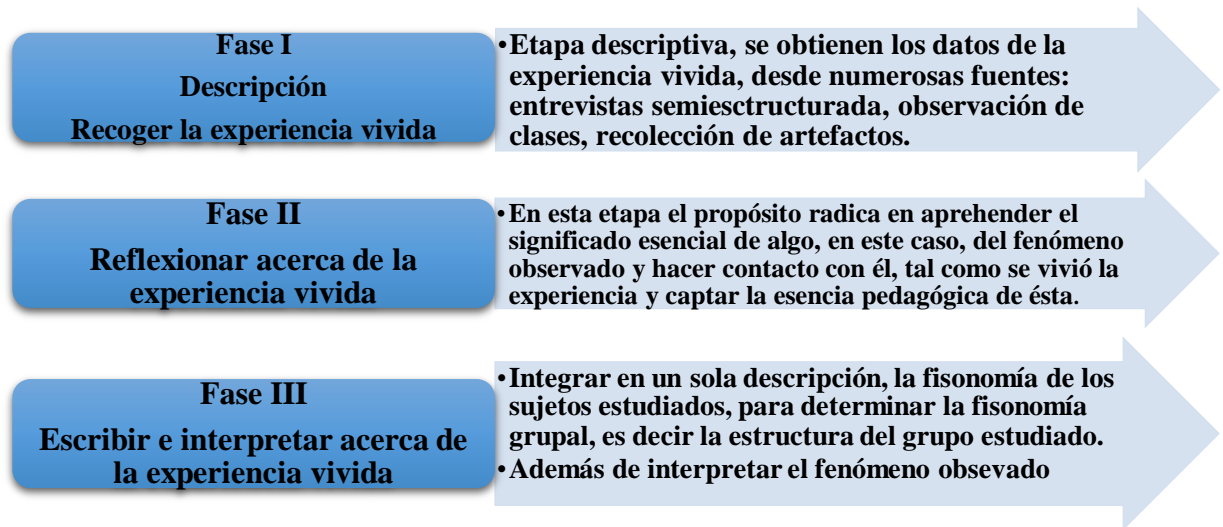 Fase I
Descripción
Recoger la experiencia vivida
•Etapa descriptiva, se obtienen los datos de la
experiencia vivida, desde numerosas fuentes:
entrevistas semiesctructurada, observación de
clases, recolección de artefactos.
Fase II
Reflexionar acerca de la
experiencia vivida
•En esta etapa el propósito radica en aprehender el
significado esencial de algo, en este caso, del fenómeno
observado y hacer contacto con él, tal como se vivió la
experiencia y captar la esencia pedagógica de ésta.
Fase III
Escribir e interpretar acerca de
la experiencia vivida
•Integrar en un sola descripción, la fisonomía de los
sujetos estudiados, para determinar la fisonomía
grupal, es decir la estructura del grupo estudiado.
•Además de interpretar el fenómeno obsevado